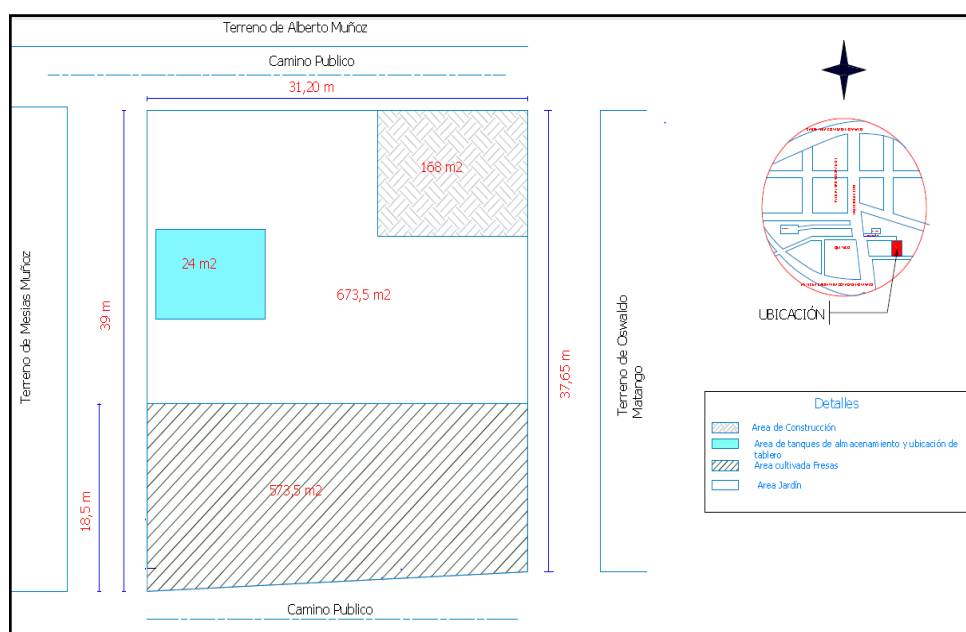 Terreno de Alberto Muñoz
Camino Publico
31,20 m
168 m2
24 m2
673,5 m2
39 m
Terreno de Mesias Muñoz
37,65 m
Terreno de Oswaldo
Matango
18,5 m
573,5 m2
Camino Publico
UBICACIÓN
Detalles
Area de Construcción
Area de tanques de almacenamiento y ubicación de
tablero
Area cultivada Fresas
Area Jardín